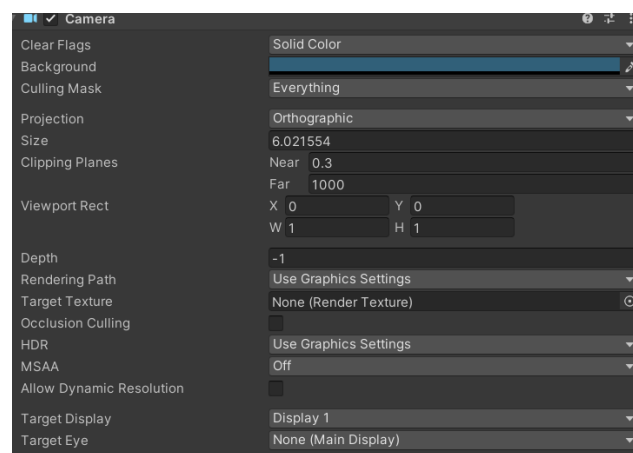 Camera
Clear Flags Solid Color
Background
Culling Mask Everything
Projection Orthographic
Size 6.021554
Clipping Planes Near 0.3
Far 1000
Viewport Rect X 0 Y 0
W 1 H 1
Depth -1
Rendering Path Use Graphics Settings
Target Texture None (Render Texture)
Occlusion Culling
HDR Use Graphics Settings
MSAA Off
Allow Dynamic Resolution
Target Display Display 1
Target Eye None (Main Display)